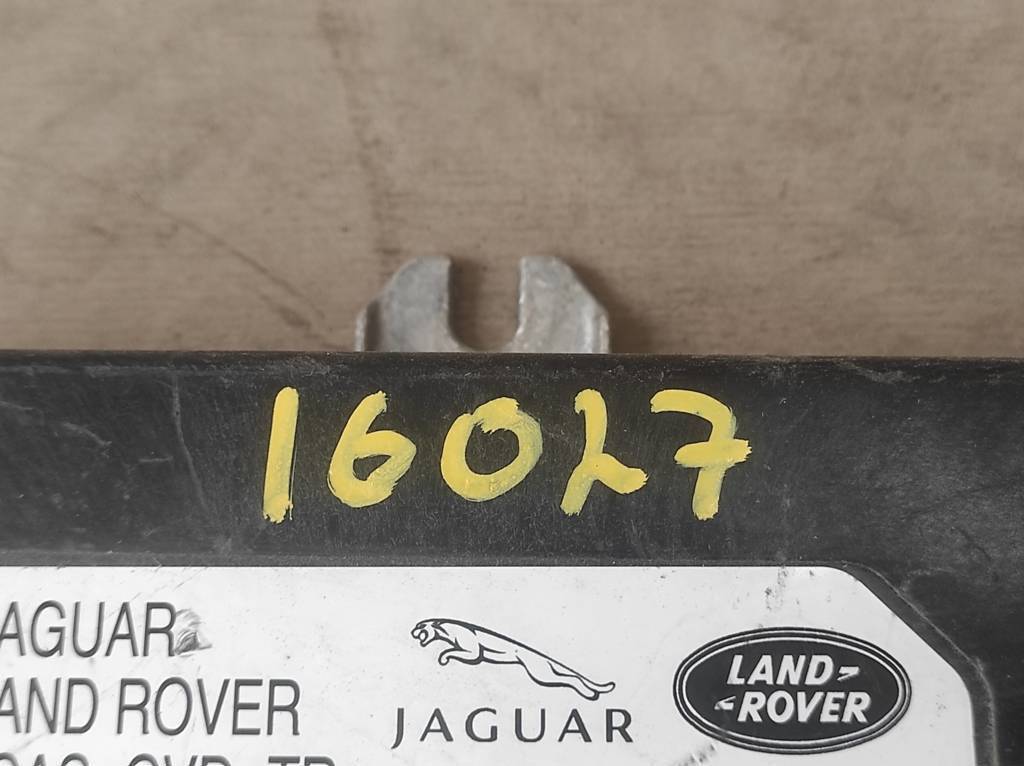 16027
JAGUAR
LAND-
-ROVER
AGUAR
AND ROVER